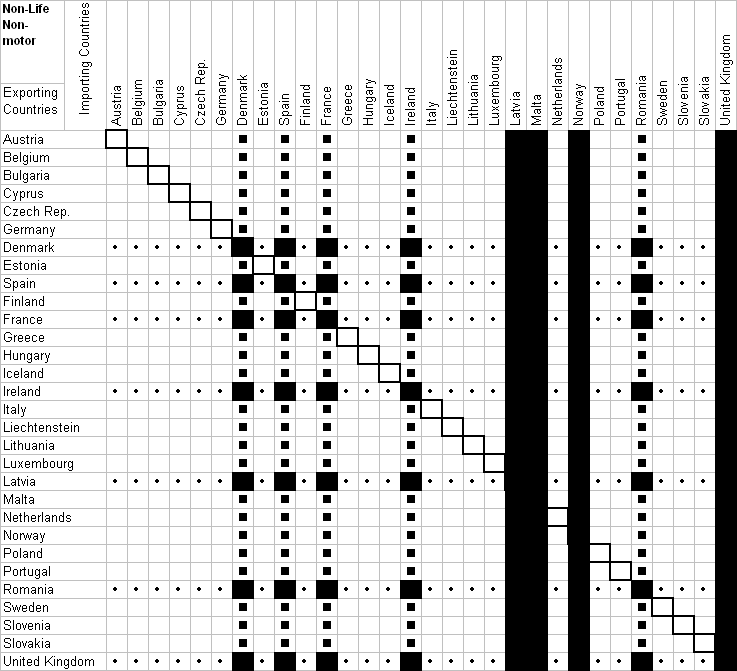 Non-Life
Non-
motor
Importing Countries
Exporting
Countries
Austria
Belgium
Bulgaria
Cyprus
Czech Rep.
Germany
Denmark
Estonia
Spain
Finland
France
Greece
Hungary
Iceland
Ireland
Italy
Liechtenstein
Lithuania
Luxembourg
Latvia
Malta
Netherlands
Norway
Poland
Portugal
Romania
Sweden
Slovenia
Slovakia
United Kingdom
Austria
Belgium
Bulgaria
Cyprus
Czech Rep.
Germany
Denmark
Estonia
Spain
Finland
France
Greece
Hungary
Iceland
Ireland
Italy
Liechtenstein
Lithuania
Luxembourg
Latvia
Malta
Netherlands
Norway
Poland
Portugal
Romania
Sweden
Slovenia
Slovakia
United Kingdom